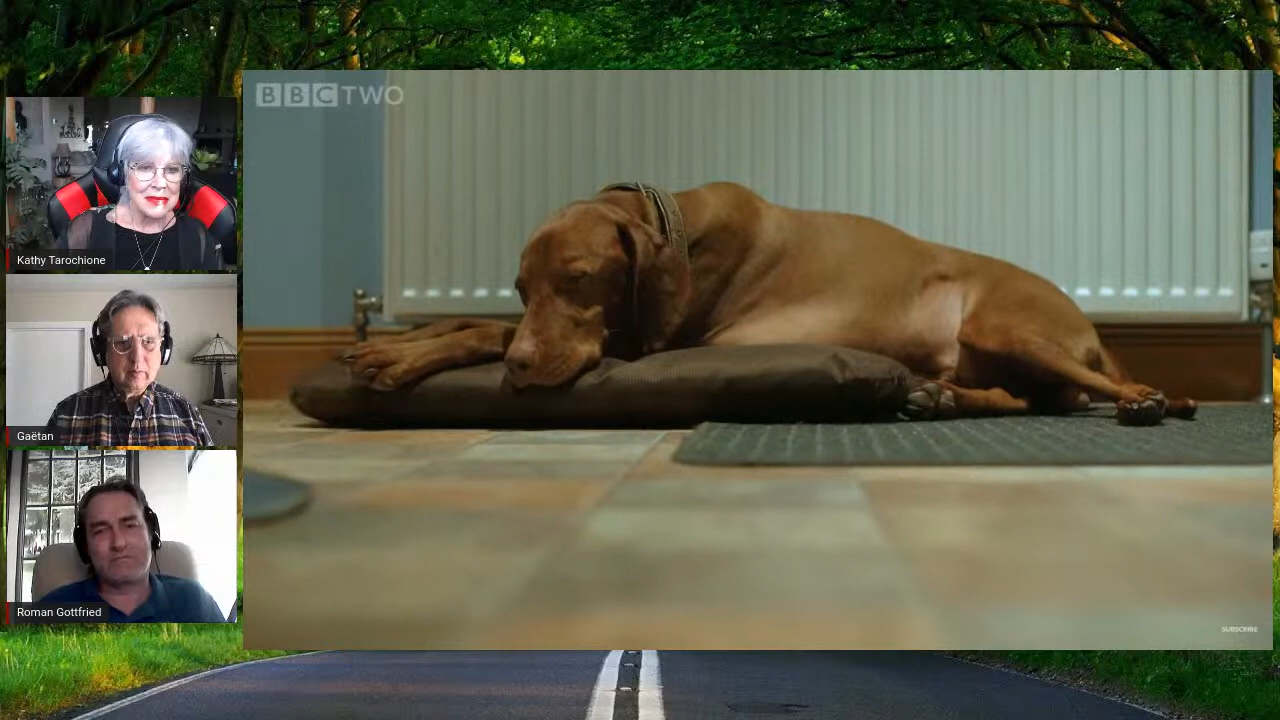 BBC TWO
Kathy Tarochione
Gaëtan
Roman Gottfried
SUBSCRIBE